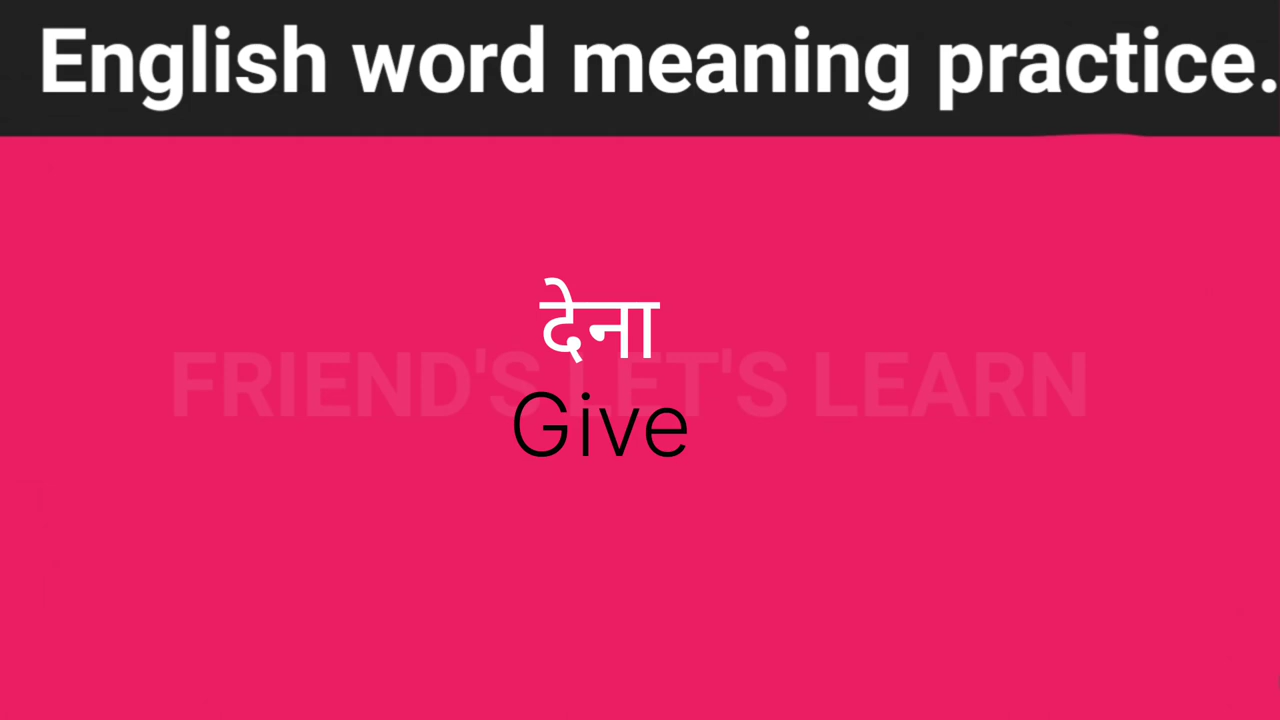 English word meaning practice.
देना
FRIEND'S LET'S LEARN
Give